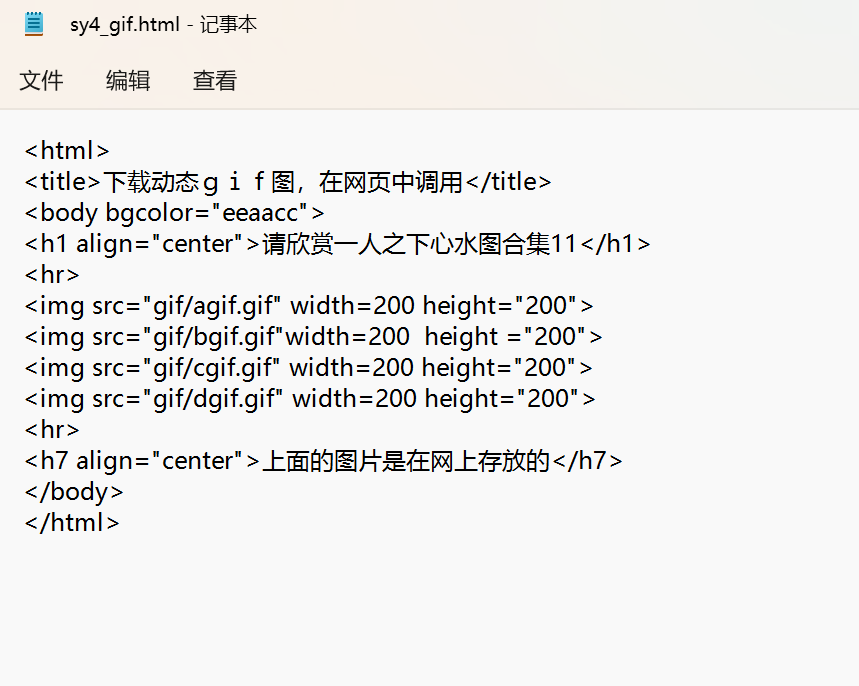 sy4_gif.html - 记事本
文件 编辑 查看
<html>
<title>下载动态ｇｉｆ图，在网页中调用</title>
<body bgcolor="eeaacc">
<h1 align="center">请欣赏一人之下心水图合集11</h1>
<hr>
<img src="gif/agif.gif" width=200 height="200">
<img src="gif/bgif.gif"width=200  height ="200">
<img src="gif/cgif.gif" width=200 height="200">
<img src="gif/dgif.gif" width=200 height="200">
<hr>
<h7 align="center">上面的图片是在网上存放的</h7>
</body>
</html>